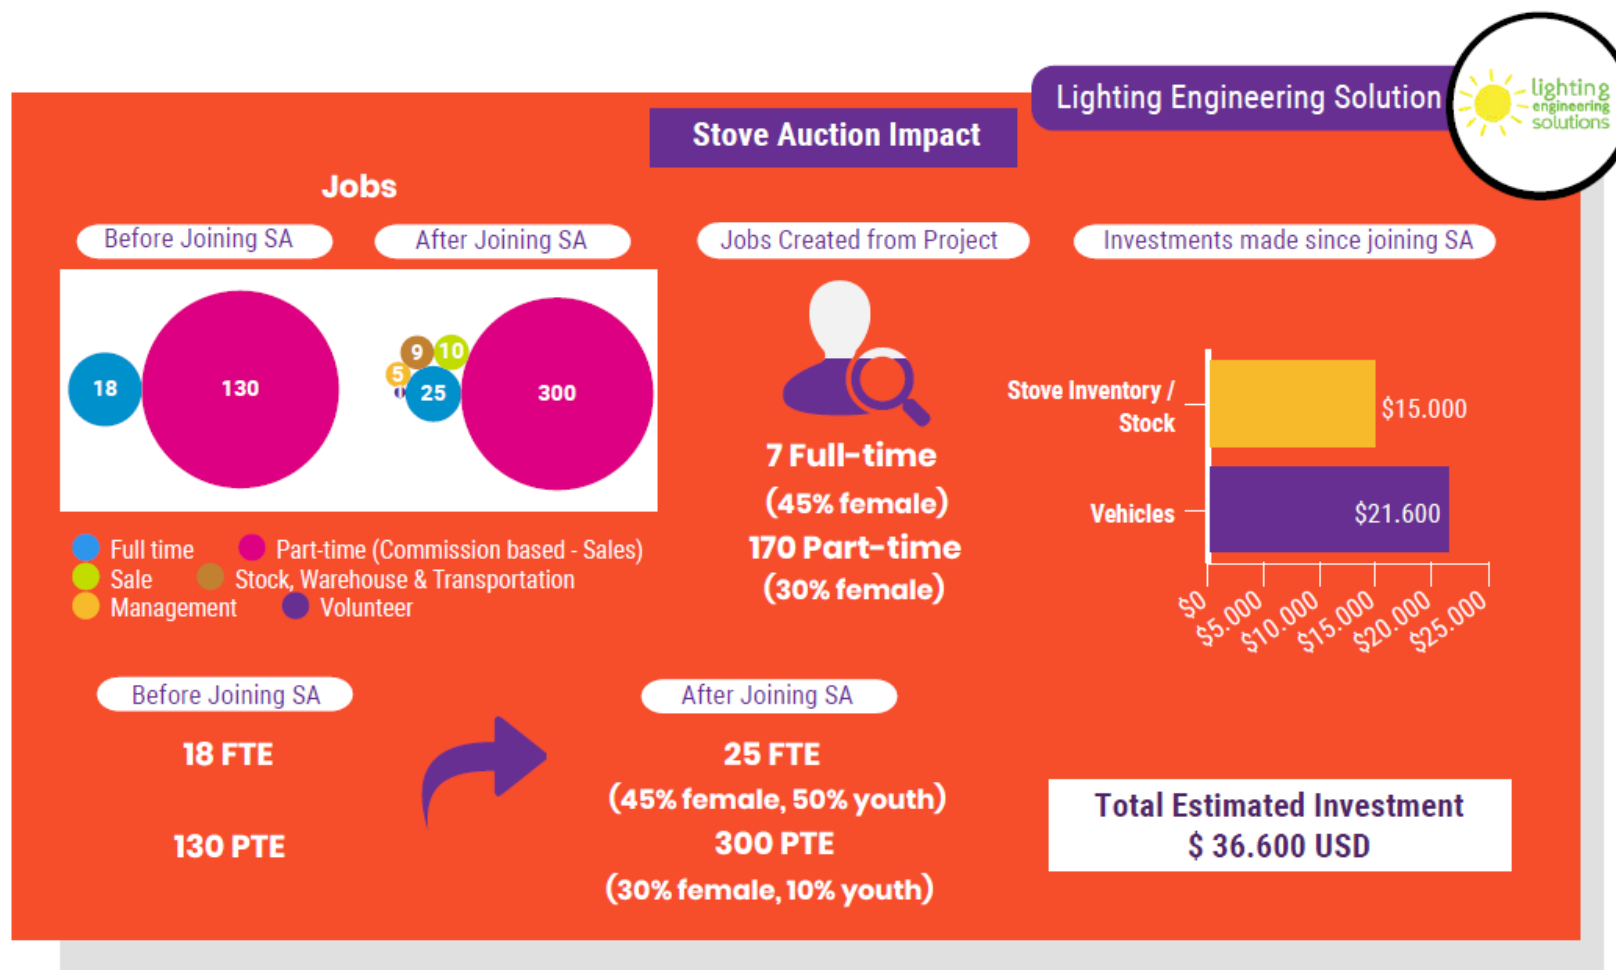 Lighting Engineering Solution
lighting
engineering
solutions
Stove Auction Impact
Jobs
Before Joining SA
After Joining SA
Jobs Created from Project
Investments made since joining SA
18
130
9
10
5
25
300
Full time
Part-time (Commission based - Sales)
Sale
Stock, Warehouse & Transportation
Management
Volunteer
7 Full-time
(45% female)
170 Part-time
(30% female)
Stove Inventory /
Stock
$15.000
Vehicles
$21.600
$0
$5.000
$10.000
$15.000
$20.000
$25.000
Before Joining SA
18 FTE
130 PTE
After Joining SA
25 FTE
(45% female, 50% youth)
300 PTE
(30% female, 10% youth)
Total Estimated Investment
$ 36.600 USD